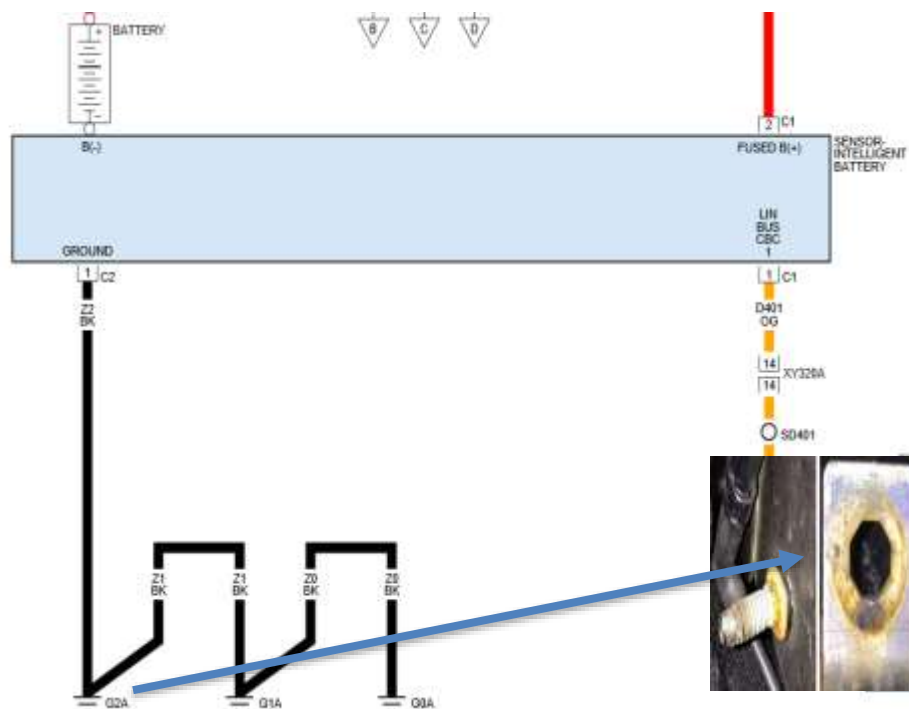 BATTERY
B
C
D
+
-
B(-)
2
C1
FUSED B(+)
SENSOR-
INTELLIGENT
BATTERY
LIN
BUS
CBC
1
GROUND
1
C2
1
C1
Z2
BK
D401
OG
14
XY320A
14
SD401
Z1
BK
Z1
BK
Z0
BK
Z0
BK
G2A
G1A
G0A